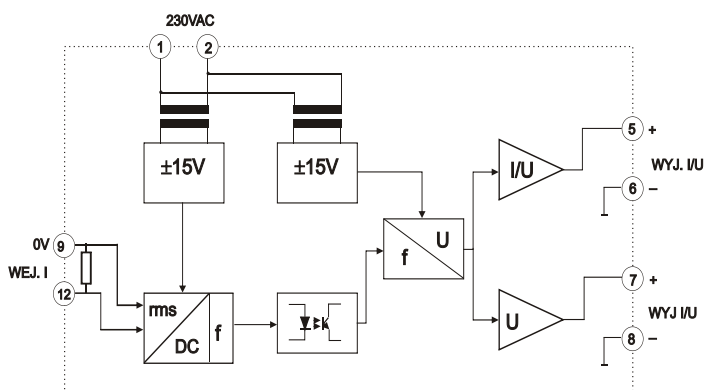 230VAC
1 2
±15V ±15V
I/U
5 +
WYJ. I/U
6 –
0V 9
WEJ. I
12
rms
DC
f
f
U
U
7 +
WYJ I/U
8 –